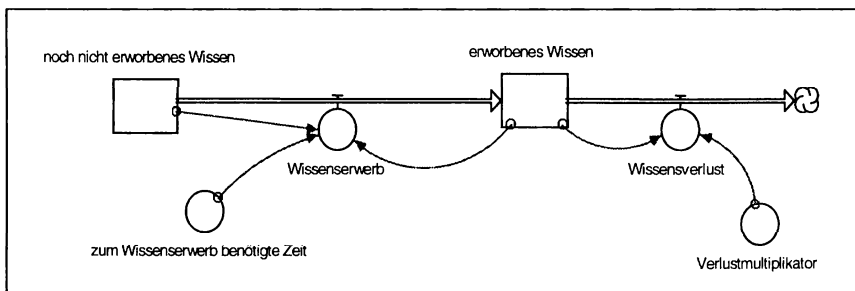 noch nicht erworbenes Wissen
erworbenes Wissen
Wissenserwerb
Wissensverlust
zum Wissenserwerb benötigte Zeit
Verlustmultiplikator